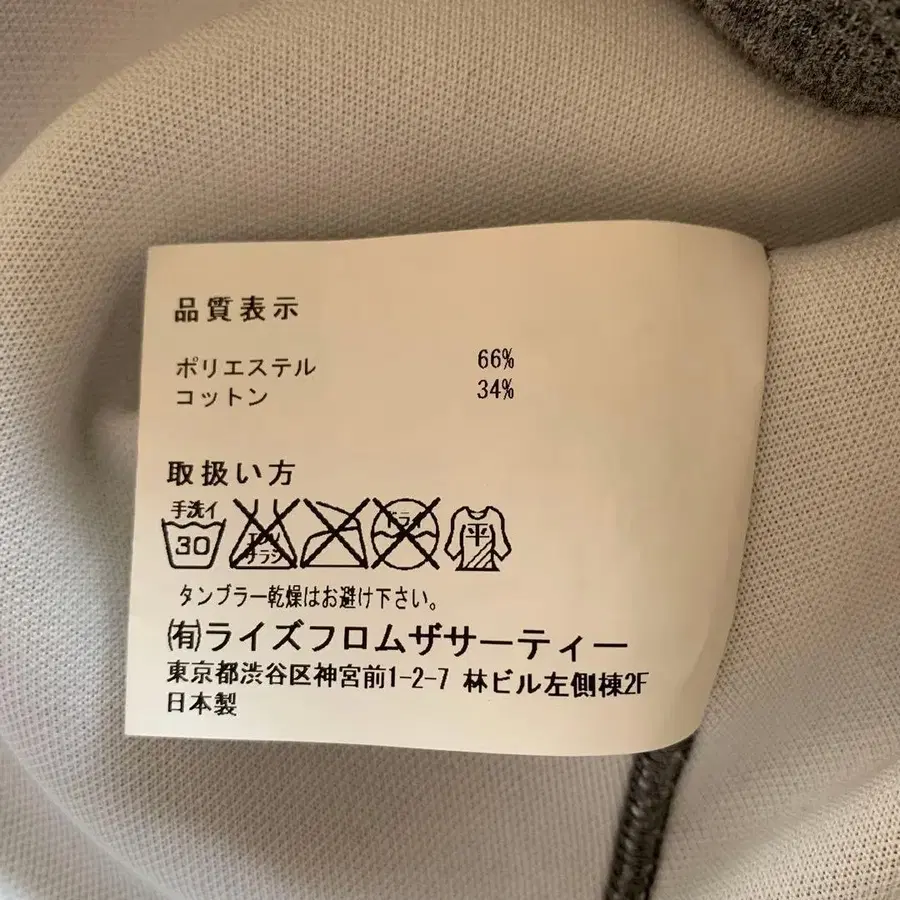 品質表示
ポリエステル 66%
コットン 34%
取扱い方
手洗イ
30
エンソ
サラシ
ドライ
平
タンブラー乾燥はお避け下さい。
㈲ライズフロムザサーティー
東京都渋谷区神宮前1-2-7 林ビル左側棟2F
日本製